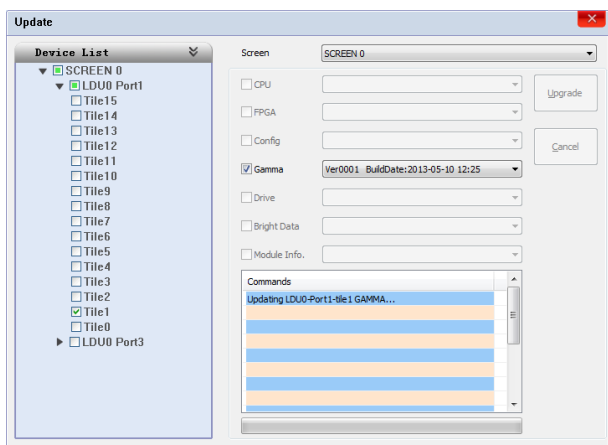 Update
Device List
SCREEN 0
LDU0 Port1
Tile15
Tile14
Tile13
Tile12
Tile11
Tile10
Tile9
Tile8
Tile7
Tile6
Tile5
Tile4
Tile3
Tile2
Tile1
Tile0
LDU0 Port3
Screen SCREEN 0
CPU
FPGA
Config
Gamma Ver0001 BuildDate:2013-05-10 12:25
Drive
Bright Data
Module Info.
Upgrade
Cancel
Commands
Updating LDU0-Port1-tile1 GAMMA...